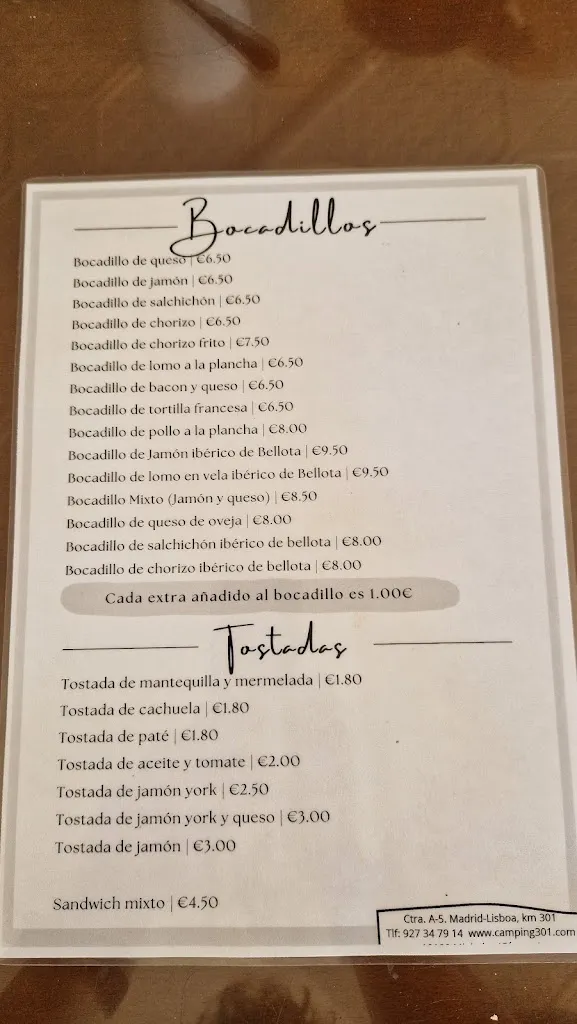 Bocadillos
Bocadillo de queso | €6.50
Bocadillo de jamón | €6.50
Bocadillo de salchichón | €6.50
Bocadillo de chorizo | €6.50
Bocadillo de chorizo frito | €7.50
Bocadillo de lomo a la plancha | €6.50
Bocadillo de bacon y queso | €6.50
Bocadillo de tortilla francesa | €6.50
Bocadillo de pollo a la plancha | €8.00
Bocadillo de Jamón ibérico de Bellota | €9.50
Bocadillo de lomo en vela ibérico de Bellota | €9.50
Bocadillo Mixto (Jamón y queso) | €8.50
Bocadillo de queso de oveja | €8.00
Bocadillo de salchichón ibérico de bellota | €8.00
Bocadillo de chorizo ibérico de bellota | €8.00
Cada extra añadido al bocadillo es 1.00€
Tostadas
Tostada de mantequilla y mermelada | €1.80
Tostada de cachuela | €1.80
Tostada de paté | €1.80
Tostada de aceite y tomate | €2.00
Tostada de jamón york | €2.50
Tostada de jamón york y queso | €3.00
Tostada de jamón | €3.00
Sandwich mixto | €4.50
Ctra. A-5. Madrid-Lisboa, km 301
Tlf: 927 34 79 14 www.camping301.com